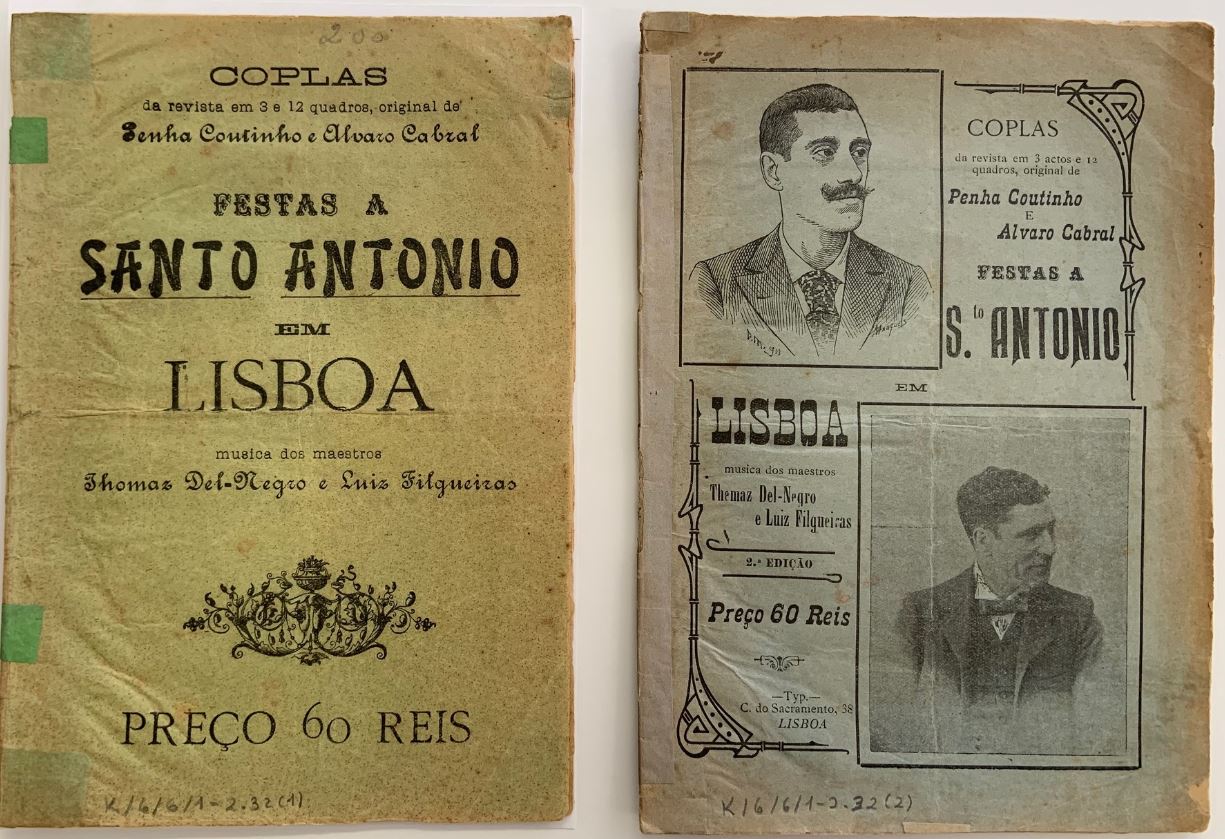 200
COPLAS
da revista em 3 e 12 quadros, original de
Penha Coutinho e Alvaro Cabral
FESTAS A
SANTO ANTONIO
EM
LISBOA
musica dos maestros
Thomaz Del-Negro e Luiz Filgueiras
PREÇO 60 REIS
K/6/6/1-2.32(1)
COPLAS
da revista em 3 actos e 12
quadros, original de
Penha Coutinho
E
Alvaro Cabral
FESTAS A
S.to ANTONIO
EM
LISBOA
musica dos maestros
Themaz Del-Negro
e Luiz Filgueiras
2.ª EDIÇÃO
Preço 60 Reis
—Typ.—
C. do Sacramento, 38
LISBOA
K/6/6/1-2.32(2)